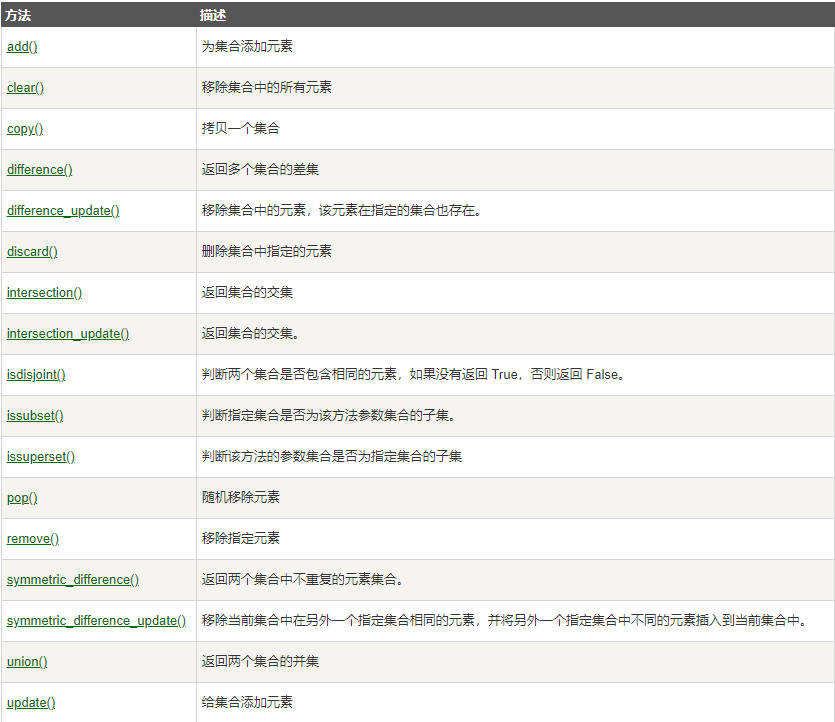 方法 描述
add() 为集合添加元素
clear() 移除集合中的所有元素
copy() 拷贝一个集合
difference() 返回多个集合的差集
difference_update() 移除集合中的元素，该元素在指定的集合也存在。
discard() 删除集合中指定的元素
intersection() 返回集合的交集
intersection_update() 返回集合的交集。
isdisjoint() 判断两个集合是否包含相同的元素，如果没有返回 True，否则返回 False。
issubset() 判断指定集合是否为该方法参数集合的子集。
issuperset() 判断该方法的参数集合是否为指定集合的子集
pop() 随机移除元素
remove() 移除指定元素
symmetric_difference() 返回两个集合中不重复的元素集合。
symmetric_difference_update() 移除当前集合中在另外一个指定集合相同的元素，并将另外一个指定集合中不同的元素插入到当前集合中。
union() 返回两个集合的并集
update() 给集合添加元素